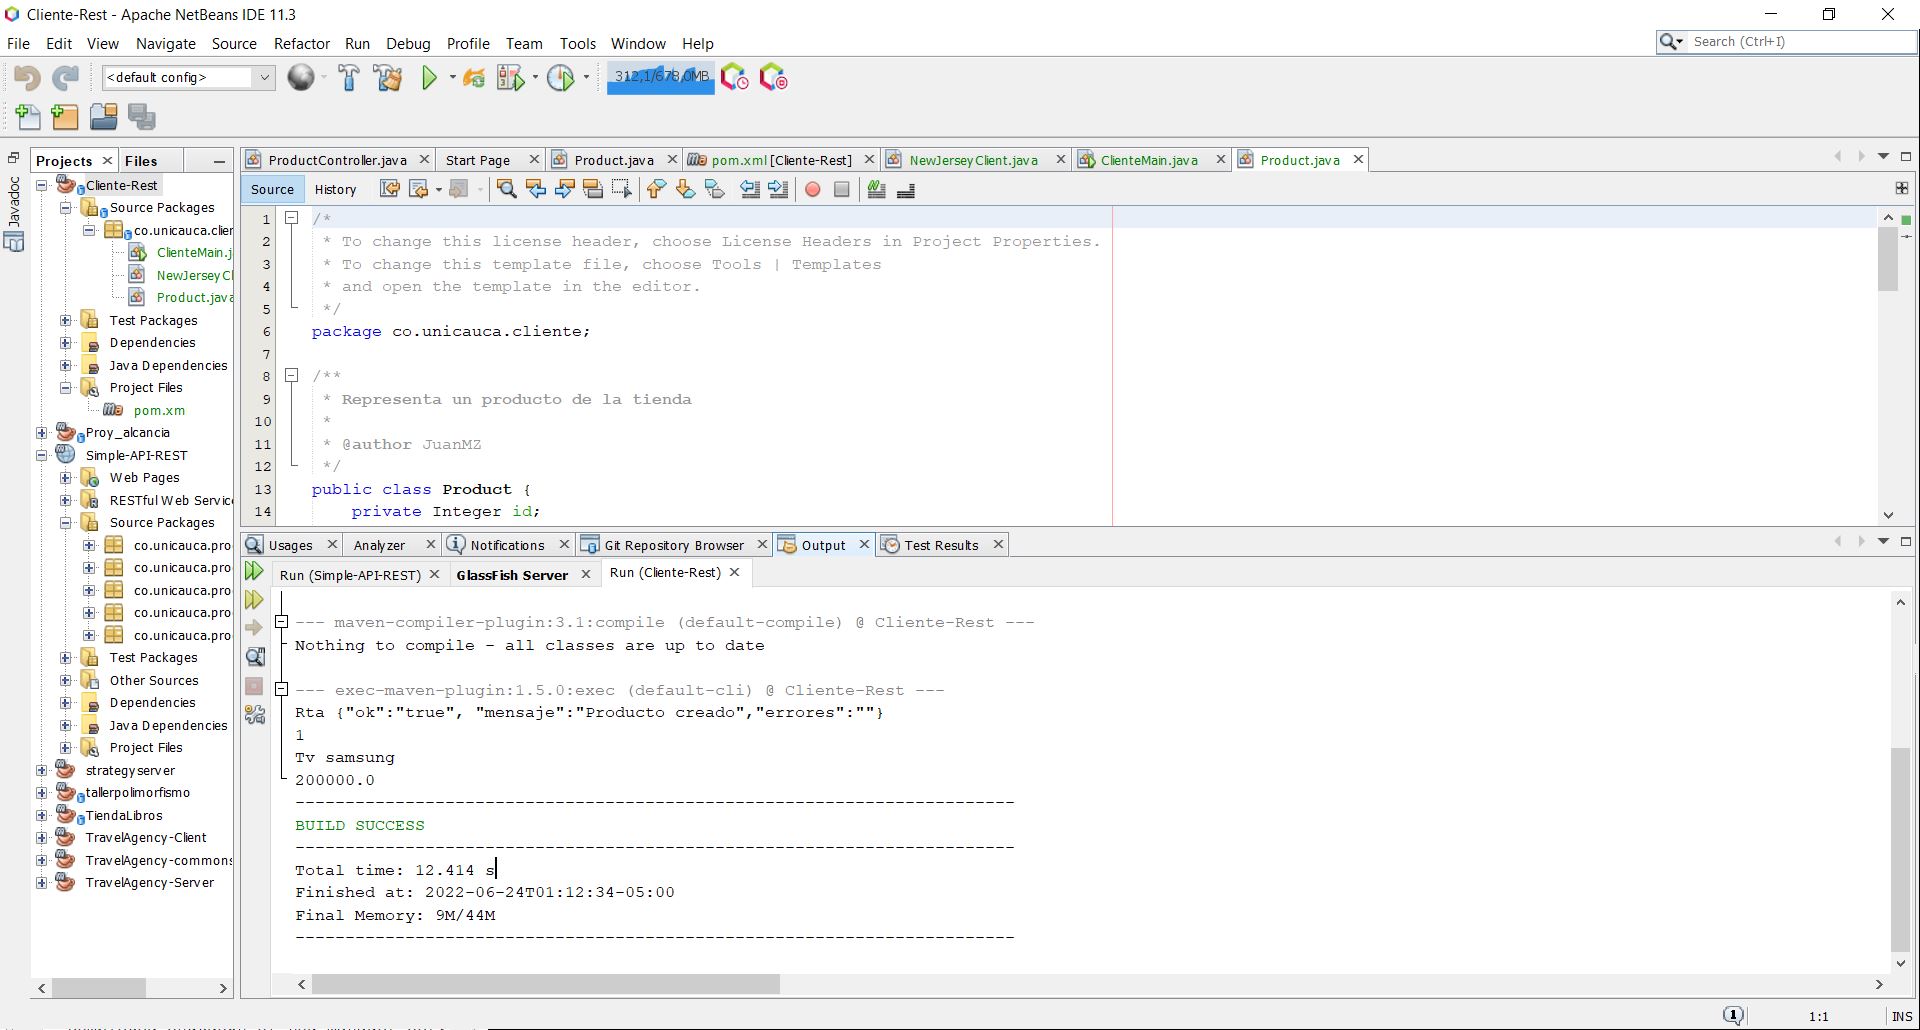 Cliente-Rest - Apache NetBeans IDE 11.3
File Edit View Navigate Source Refactor Run Debug Profile Team Tools Window Help
Search (Ctrl+I)
<default config>
312,1/678,0MB
Projects Files
Javadoc
Cliente-Rest
Source Packages
co.unicauca.clier
ClienteMain.j
NewJerseyCl
Product.java
Test Packages
Dependencies
Java Dependencies
Project Files
pom.xm
Proy_alcancia
Simple-API-REST
Web Pages
RESTful Web Servic
Source Packages
co.unicauca.pro
co.unicauca.pro
co.unicauca.pro
co.unicauca.pro
co.unicauca.pro
Test Packages
Other Sources
Dependencies
Java Dependencies
Project Files
strategyserver
tallerpolimorfismo
TiendaLibros
TravelAgency-Client
TravelAgency-commons
TravelAgency-Server
ProductController.java Start Page Product.java pom.xml [Cliente-Rest] NewJerseyClient.java ClienteMain.java Product.java
Source History
1 /*
2 * To change this license header, choose License Headers in Project Properties.
3 * To change this template file, choose Tools | Templates
4 * and open the template in the editor.
5 */
6 package co.unicauca.cliente;
7
8 /**
9 * Representa un producto de la tienda
10 *
11 * @author JuanMZ
12 */
13 public class Product {
14 private Integer id;
Usages Analyzer Notifications Git Repository Browser Output Test Results
Run (Simple-API-REST) GlassFish Server Run (Cliente-Rest)
--- maven-compiler-plugin:3.1:compile (default-compile) @ Cliente-Rest ---
Nothing to compile - all classes are up to date
--- exec-maven-plugin:1.5.0:exec (default-cli) @ Cliente-Rest ---
Rta {"ok":"true", "mensaje":"Producto creado","errores":""}
1
Tv samsung
200000.0
------------------------------------------------------------------------
BUILD SUCCESS
------------------------------------------------------------------------
Total time: 12.414 s
Finished at: 2022-06-24T01:12:34-05:00
Final Memory: 9M/44M
------------------------------------------------------------------------
1 1:1 INS